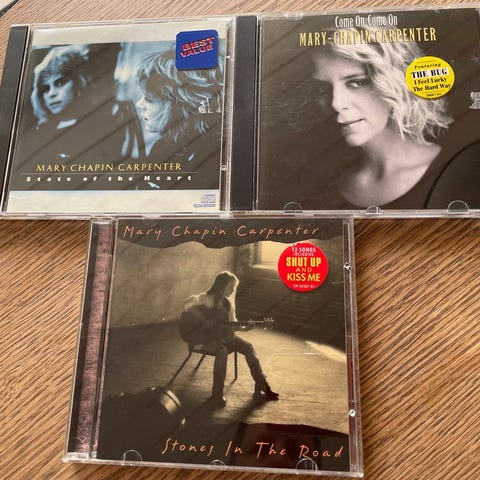 BEST
VALUE
MARY CHAPIN CARPENTER
State of the Heart
Come On Come On
MARY-CHAPIN CARPENTER
Featuring
THE BUG
I Feel Lucky
The Hard Way
Mary Chapin Carpenter
13 SONGS
INCLUDING
SHUT UP
AND
KISS ME
Stones In The Road